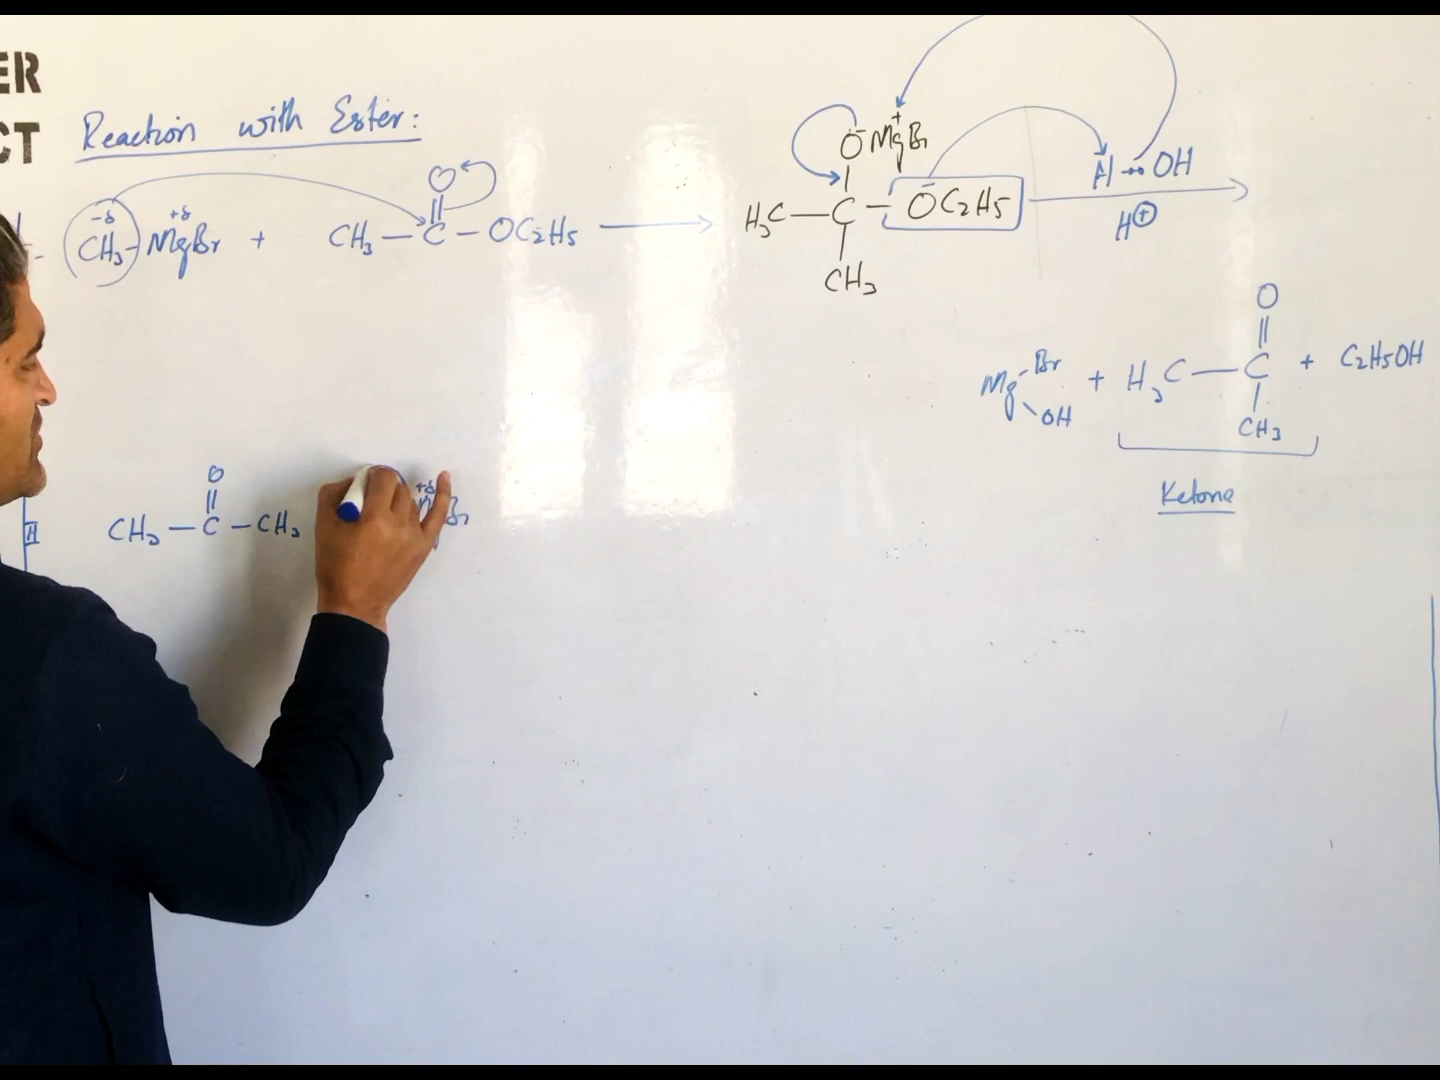 ER
CT
Reaction with Ester:
-δ +δ
CH3-MgBr + CH3-C-OC2H5 →
O
||
O⁻ MgBr⁺
H3C-C-OC2H5
CH3
H OH
H⊕
O
||
Mg-Br + H3C-C + C2H5OH
OH
CH3
Ketone
O
||
CH3-C-CH3
+δ
H